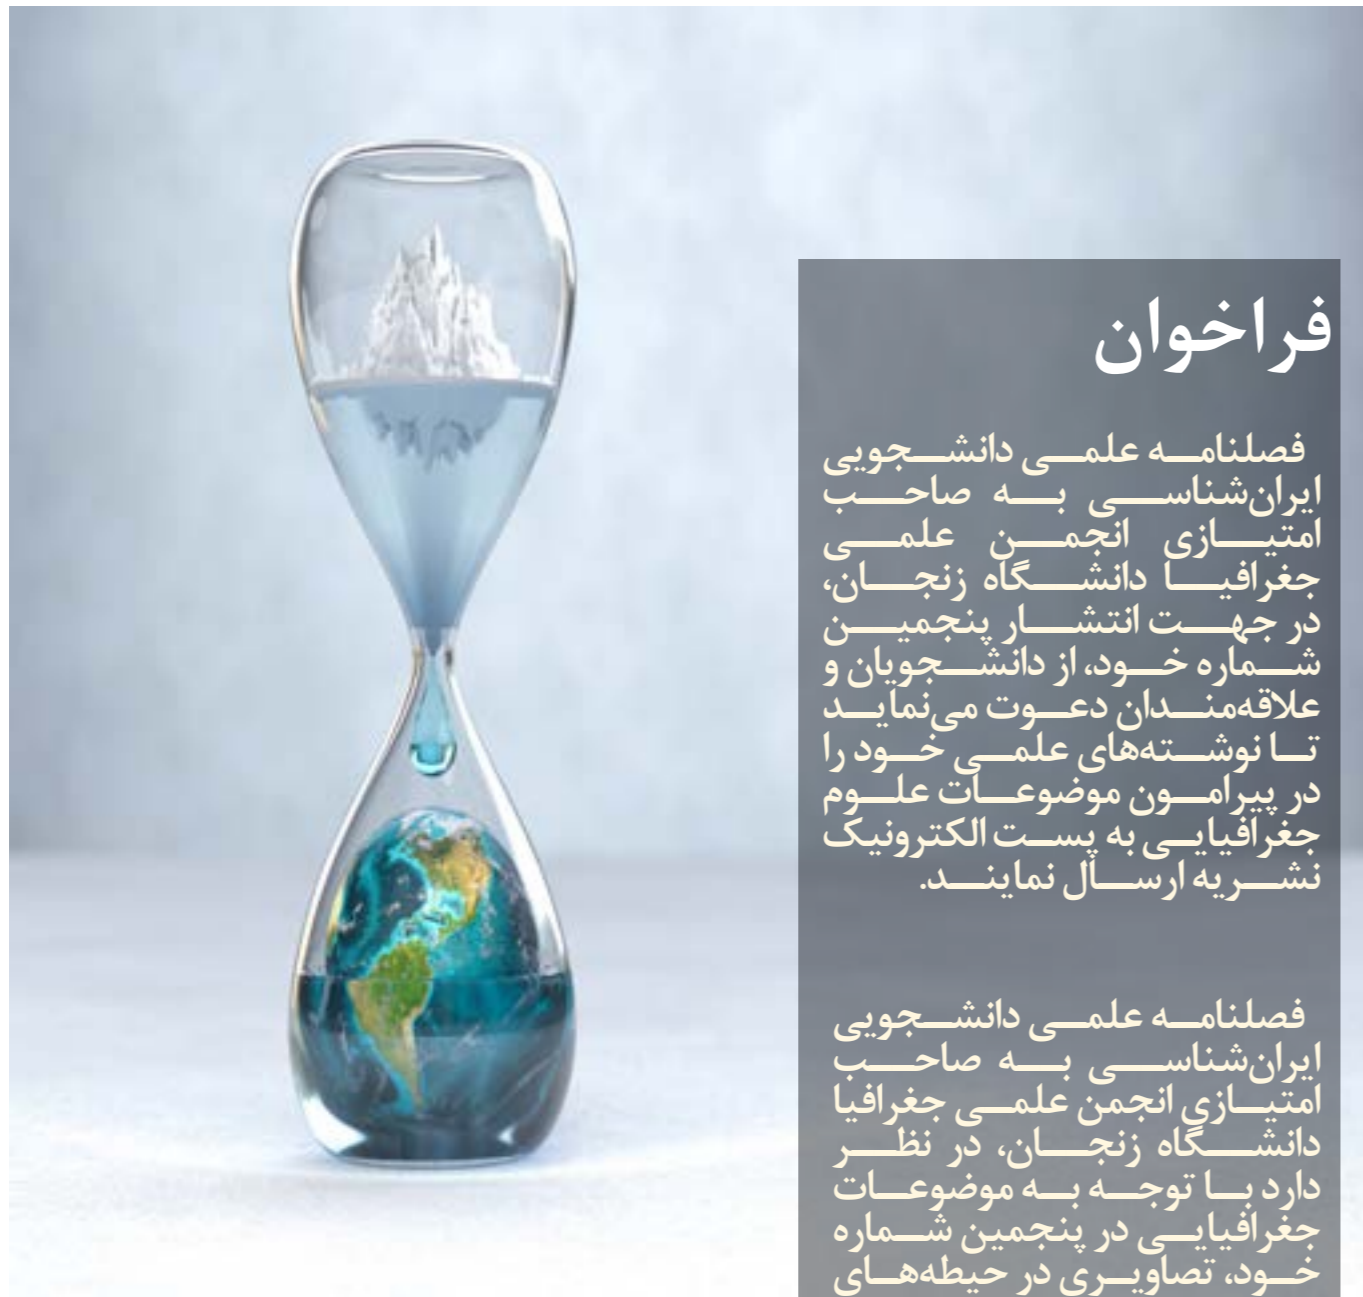 فراخوان
فصلنامه علمی دانشجویی
ایران‌شناسی به صاحب
امتیازی انجمن علمی
جغرافیا دانشگاه زنجان،
در جهت انتشار پنجمین
شماره خود، از دانشجویان و
علاقه‌مندان دعوت می‌نماید
تا نوشته‌های علمی خود را
در پیرامون موضوعات علوم
جغرافیایی به پست الکترونیک
نشریه ارسال نمایند.
فصلنامه علمی دانشجویی
ایران‌شناسی به صاحب
امتیازی انجمن علمی جغرافیا
دانشگاه زنجان، در نظر
دارد با توجه به موضوعات
جغرافیایی در پنجمین شماره
خود، تصاویری در حیطه‌های